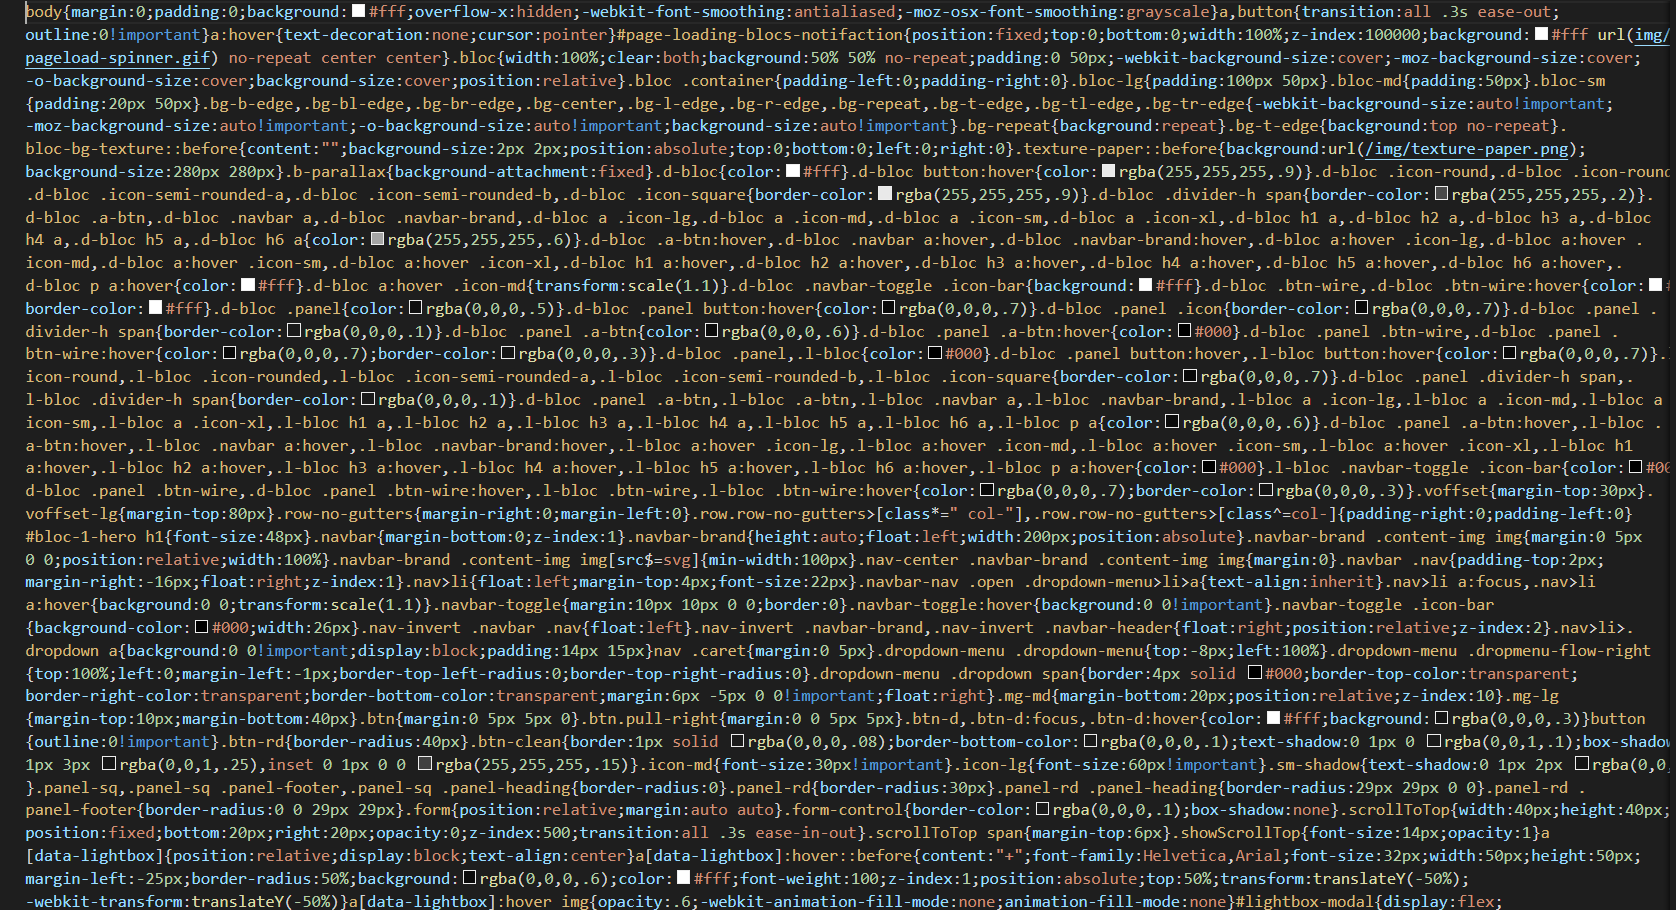 body{margin:0;padding:0;background:#fff;overflow-x:hidden;-webkit-font-smoothing:antialiased;-moz-osx-font-smoothing:grayscale}a,button{transition:all .3s ease-out;
outline:0!important}a:hover{text-decoration:none;cursor:pointer}#page-loading-blocs-notifaction{position:fixed;top:0;bottom:0;width:100%;z-index:100000;background:#fff url(img/
pageload-spinner.gif) no-repeat center center}.bloc{width:100%;clear:both;background:50% 50% no-repeat;padding:0 50px;-webkit-background-size:cover;-moz-background-size:cover;
-o-background-size:cover;background-size:cover;position:relative}.bloc .container{padding-left:0;padding-right:0}.bloc-lg{padding:100px 50px}.bloc-md{padding:50px}.bloc-sm
{padding:20px 50px}.bg-b-edge,.bg-bl-edge,.bg-br-edge,.bg-center,.bg-l-edge,.bg-r-edge,.bg-repeat,.bg-t-edge,.bg-tl-edge,.bg-tr-edge{-webkit-background-size:auto!important;
-moz-background-size:auto!important;-o-background-size:auto!important;background-size:auto!important}.bg-repeat{background:repeat}.bg-t-edge{background:top no-repeat}.
bloc-bg-texture::before{content:"";background-size:2px 2px;position:absolute;top:0;bottom:0;left:0;right:0}.texture-paper::before{background:url(/img/texture-paper.png);
background-size:280px 280px}.b-parallax{background-attachment:fixed}.d-bloc{color:#fff}.d-bloc button:hover{color:rgba(255,255,255,.9)}.d-bloc .icon-round,.d-bloc .icon-round
.d-bloc .icon-semi-rounded-a,.d-bloc .icon-semi-rounded-b,.d-bloc .icon-square{border-color:rgba(255,255,255,.9)}.d-bloc .divider-h span{border-color:rgba(255,255,255,.2)}.
d-bloc .a-btn,.d-bloc .navbar a,.d-bloc .navbar-brand,.d-bloc a .icon-lg,.d-bloc a .icon-md,.d-bloc a .icon-sm,.d-bloc a .icon-xl,.d-bloc h1 a,.d-bloc h2 a,.d-bloc h3 a,.d-bloc
h4 a,.d-bloc h5 a,.d-bloc h6 a{color:rgba(255,255,255,.6)}.d-bloc .a-btn:hover,.d-bloc .navbar a:hover,.d-bloc .navbar-brand:hover,.d-bloc a:hover .icon-lg,.d-bloc a:hover .
icon-md,.d-bloc a:hover .icon-sm,.d-bloc a:hover .icon-xl,.d-bloc h1 a:hover,.d-bloc h2 a:hover,.d-bloc h3 a:hover,.d-bloc h4 a:hover,.d-bloc h5 a:hover,.d-bloc h6 a:hover,.
d-bloc p a:hover{color:#fff}.d-bloc a:hover .icon-md{transform:scale(1.1)}.d-bloc .navbar-toggle .icon-bar{background:#fff}.d-bloc .btn-wire,.d-bloc .btn-wire:hover{color:#
border-color:#fff}.d-bloc .panel{color:rgba(0,0,0,.5)}.d-bloc .panel button:hover{color:rgba(0,0,0,.7)}.d-bloc .panel .icon{border-color:rgba(0,0,0,.7)}.d-bloc .panel .
divider-h span{border-color:rgba(0,0,0,.1)}.d-bloc .panel .a-btn{color:rgba(0,0,0,.6)}.d-bloc .panel .a-btn:hover{color:#000}.d-bloc .panel .btn-wire,.d-bloc .panel .
btn-wire:hover{color:rgba(0,0,0,.7);border-color:rgba(0,0,0,.3)}.d-bloc .panel,.l-bloc{color:#000}.d-bloc .panel button:hover,.l-bloc button:hover{color:rgba(0,0,0,.7)}.
icon-round,.l-bloc .icon-rounded,.l-bloc .icon-semi-rounded-a,.l-bloc .icon-semi-rounded-b,.l-bloc .icon-square{border-color:rgba(0,0,0,.7)}.d-bloc .panel .divider-h span,.
l-bloc .divider-h span{border-color:rgba(0,0,0,.1)}.d-bloc .panel .a-btn,.l-bloc .a-btn,.l-bloc .navbar a,.l-bloc .navbar-brand,.l-bloc a .icon-lg,.l-bloc a .icon-md,.l-bloc a
icon-sm,.l-bloc a .icon-xl,.l-bloc h1 a,.l-bloc h2 a,.l-bloc h3 a,.l-bloc h4 a,.l-bloc h5 a,.l-bloc h6 a,.l-bloc p a{color:rgba(0,0,0,.6)}.d-bloc .panel .a-btn:hover,.l-bloc .
a-btn:hover,.l-bloc .navbar a:hover,.l-bloc .navbar-brand:hover,.l-bloc a:hover .icon-lg,.l-bloc a:hover .icon-md,.l-bloc a:hover .icon-sm,.l-bloc a:hover .icon-xl,.l-bloc h1
a:hover,.l-bloc h2 a:hover,.l-bloc h3 a:hover,.l-bloc h4 a:hover,.l-bloc h5 a:hover,.l-bloc h6 a:hover,.l-bloc p a:hover{color:#000}.l-bloc .navbar-toggle .icon-bar{color:#00
d-bloc .panel .btn-wire,.d-bloc .panel .btn-wire:hover,.l-bloc .btn-wire,.l-bloc .btn-wire:hover{color:rgba(0,0,0,.7);border-color:rgba(0,0,0,.3)}.voffset{margin-top:30px}.
voffset-lg{margin-top:80px}.row-no-gutters{margin-right:0;margin-left:0}.row.row-no-gutters>[class*=" col-"],.row.row-no-gutters>[class^=col-]{padding-right:0;padding-left:0}
#bloc-1-hero h1{font-size:48px}.navbar{margin-bottom:0;z-index:1}.navbar-brand{height:auto;float:left;width:200px;position:absolute}.navbar-brand .content-img img{margin:0 5px
0 0;position:relative;width:100%}.navbar-brand .content-img img[src$=svg]{min-width:100px}.nav-center .navbar-brand .content-img img{margin:0}.navbar .nav{padding-top:2px;
margin-right:-16px;float:right;z-index:1}.nav>li{float:left;margin-top:4px;font-size:22px}.navbar-nav .open .dropdown-menu>li>a{text-align:inherit}.nav>li a:focus,.nav>li
a:hover{background:0 0;transform:scale(1.1)}.navbar-toggle{margin:10px 10px 0 0;border:0}.navbar-toggle:hover{background:0 0!important}.navbar-toggle .icon-bar
{background-color:#000;width:26px}.nav-invert .navbar .nav{float:left}.nav-invert .navbar-brand,.nav-invert .navbar-header{float:right;position:relative;z-index:2}.nav>li>.
dropdown a{background:0 0!important;display:block;padding:14px 15px}nav .caret{margin:0 5px}.dropdown-menu .dropdown-menu{top:-8px;left:100%}.dropdown-menu .dropmenu-flow-right
{top:100%;left:0;margin-left:-1px;border-top-left-radius:0;border-top-right-radius:0}.dropdown-menu .dropdown span{border:4px solid #000;border-top-color:transparent;
border-right-color:transparent;border-bottom-color:transparent;margin:6px -5px 0 0!important;float:right}.mg-md{margin-bottom:20px;position:relative;z-index:10}.mg-lg
{margin-top:10px;margin-bottom:40px}.btn{margin:0 5px 5px 0}.btn.pull-right{margin:0 0 5px 5px}.btn-d,.btn-d:focus,.btn-d:hover{color:#fff;background:rgba(0,0,0,.3)}button
{outline:0!important}.btn-rd{border-radius:40px}.btn-clean{border:1px solid rgba(0,0,0,.08);border-bottom-color:rgba(0,0,0,.1);text-shadow:0 1px 0 rgba(0,0,1,.1);box-shadow
1px 3px rgba(0,0,1,.25),inset 0 1px 0 0 rgba(255,255,255,.15)}.icon-md{font-size:30px!important}.icon-lg{font-size:60px!important}.sm-shadow{text-shadow:0 1px 2px rgba(0,0
}.panel-sq,.panel-sq .panel-footer,.panel-sq .panel-heading{border-radius:0}.panel-rd{border-radius:30px}.panel-rd .panel-heading{border-radius:29px 29px 0 0}.panel-rd .
panel-footer{border-radius:0 0 29px 29px}.form{position:relative;margin:auto auto}.form-control{border-color:rgba(0,0,0,.1);box-shadow:none}.scrollToTop{width:40px;height:40px;
position:fixed;bottom:20px;right:20px;opacity:0;z-index:500;transition:all .3s ease-in-out}.scrollToTop span{margin-top:6px}.showScrollTop{font-size:14px;opacity:1}a
[data-lightbox]{position:relative;display:block;text-align:center}a[data-lightbox]:hover::before{content:"+";font-family:Helvetica,Arial;font-size:32px;width:50px;height:50px;
margin-left:-25px;border-radius:50%;background:rgba(0,0,0,.6);color:#fff;font-weight:100;z-index:1;position:absolute;top:50%;transform:translateY(-50%);
-webkit-transform:translateY(-50%)}a[data-lightbox]:hover img{opacity:.6;-webkit-animation-fill-mode:none;animation-fill-mode:none}#lightbox-modal{display:flex;